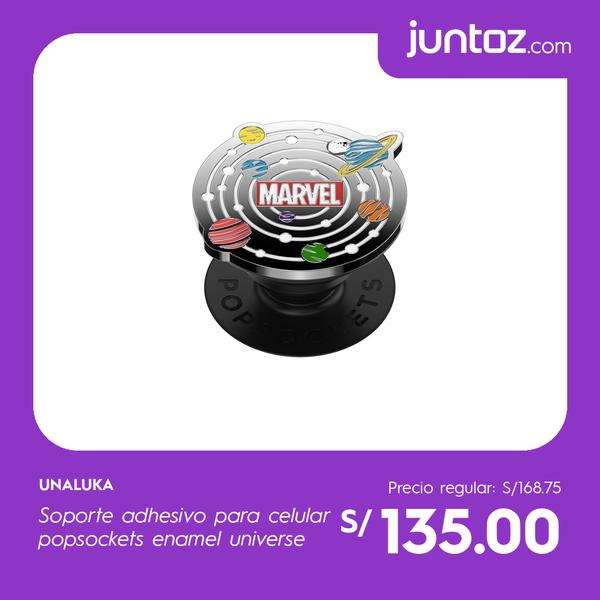 juntoz.com
MARVEL
POPSOCKETS
UNALUKA
Precio regular: S/168.75
Soporte adhesivo para celular
popsockets enamel universe
S/ 135.00